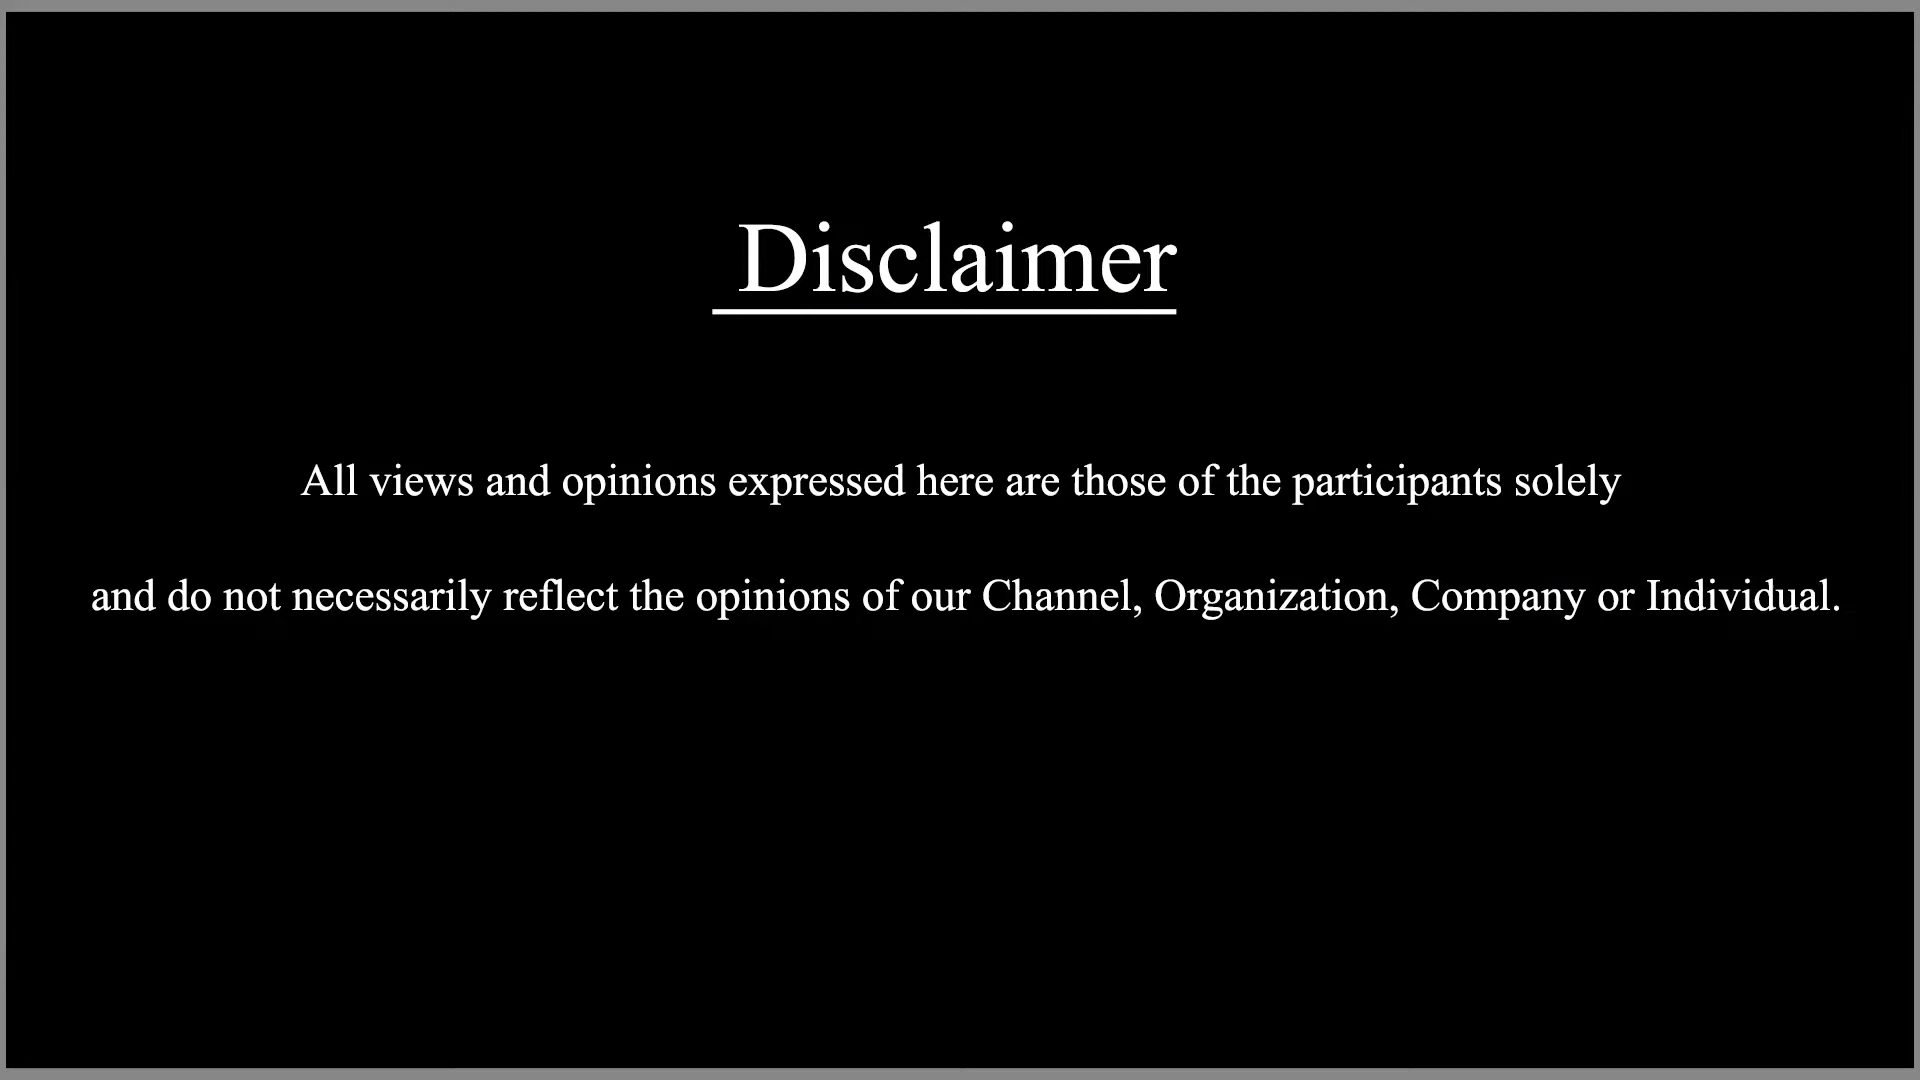 Disclaimer
All views and opinions expressed here are those of the participants solely
and do not necessarily reflect the opinions of our Channel, Organization, Company or Individual.